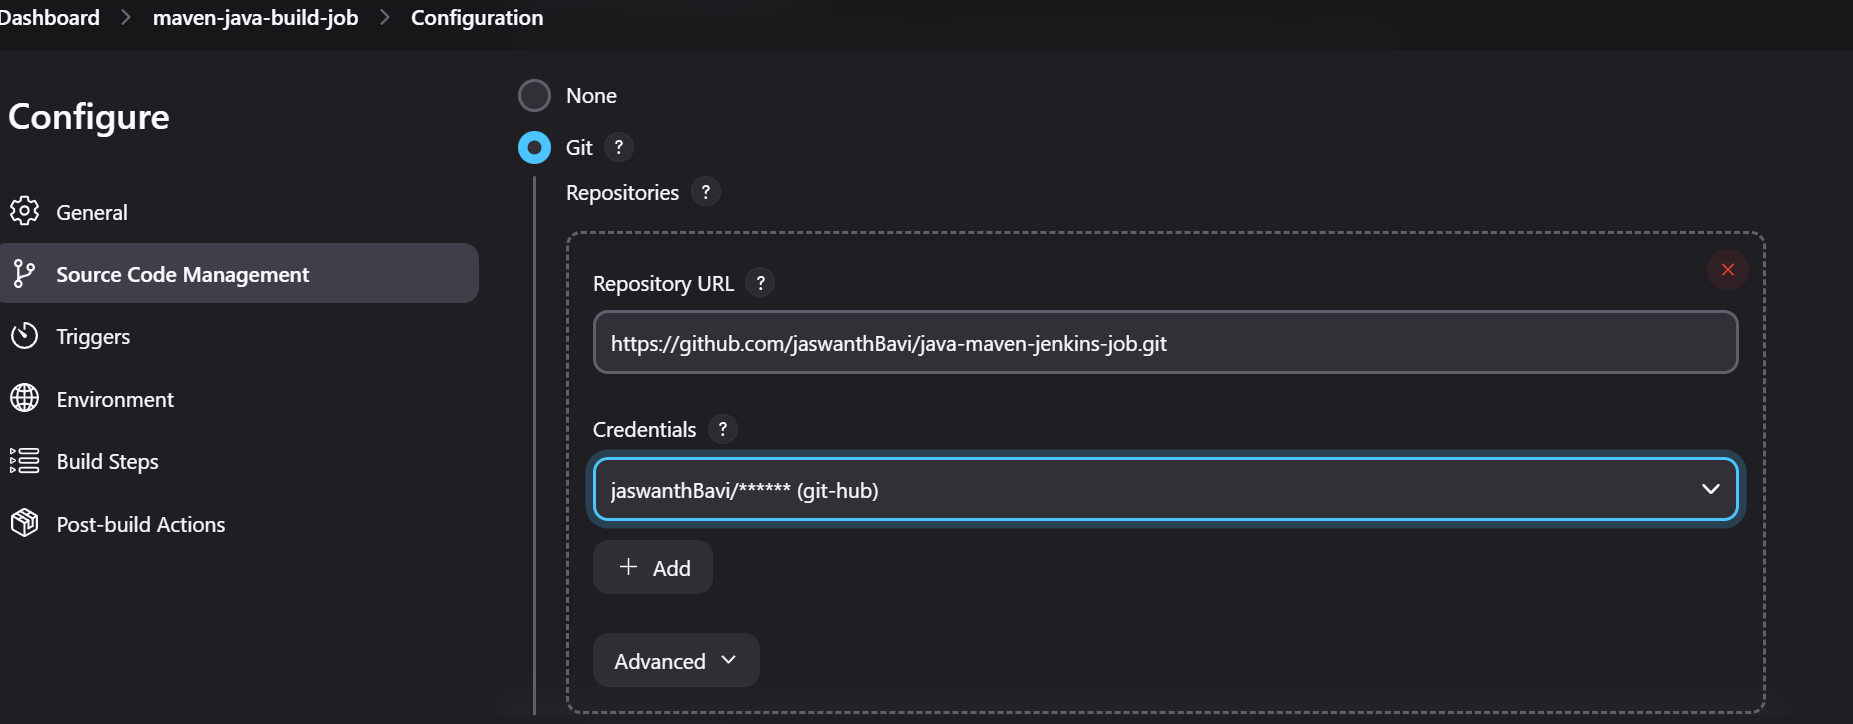 Dashboard > maven-java-build-job > Configuration
Configure
General
Source Code Management
Triggers
Environment
Build Steps
Post-build Actions
None
Git ?
Repositories ?
Repository URL ?
https://github.com/jaswanthBavi/java-maven-jenkins-job.git
Credentials ?
jaswanthBavi/****** (git-hub)
+ Add
Advanced